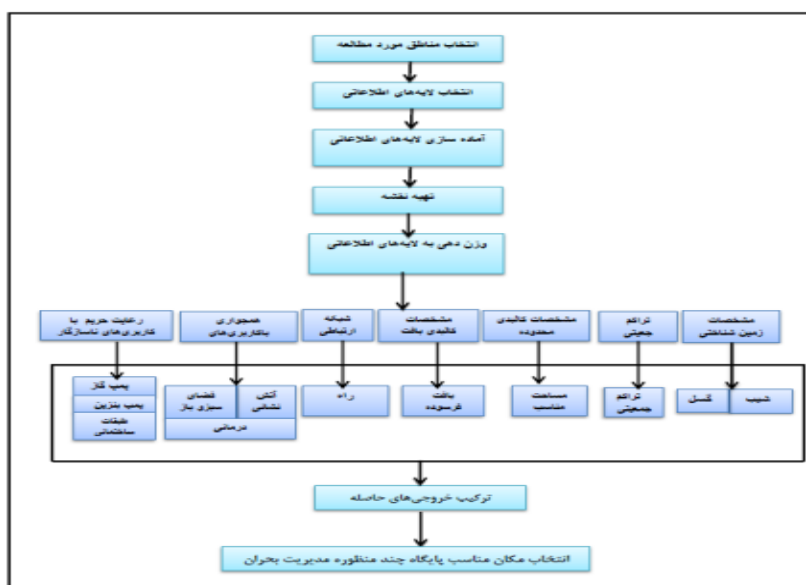 انتخاب مناطق مورد مطالعه
انتخاب لایه‌های اطلاعاتی
آماده سازی لایه‌های اطلاعاتی
تهیه نقشه
وزن دهی به لایه‌های اطلاعاتی
مشخصات
زمین شناختی
تراکم
جعیتی
مشخصات کالبدی
محدوده
مشخصات
کالبدی بافت
شبکه
ارتباطی
همجواری
باکاربری‌های
رعایت حریم با
کاربری‌های ناسازگار
شیب
گسل
تراکم
جمعیتی
مساحت
مناسب
بافت
فرسوده
راه
آتش
نشانی
فضای
سبزی باز
درمانی
پمپ گاز
پمپ بنزین
طبقات
ساختمانی
ترکیب خروجی‌های حاصله
انتخاب مکان مناسب پایگاه چند منظوره مدیریت بحران